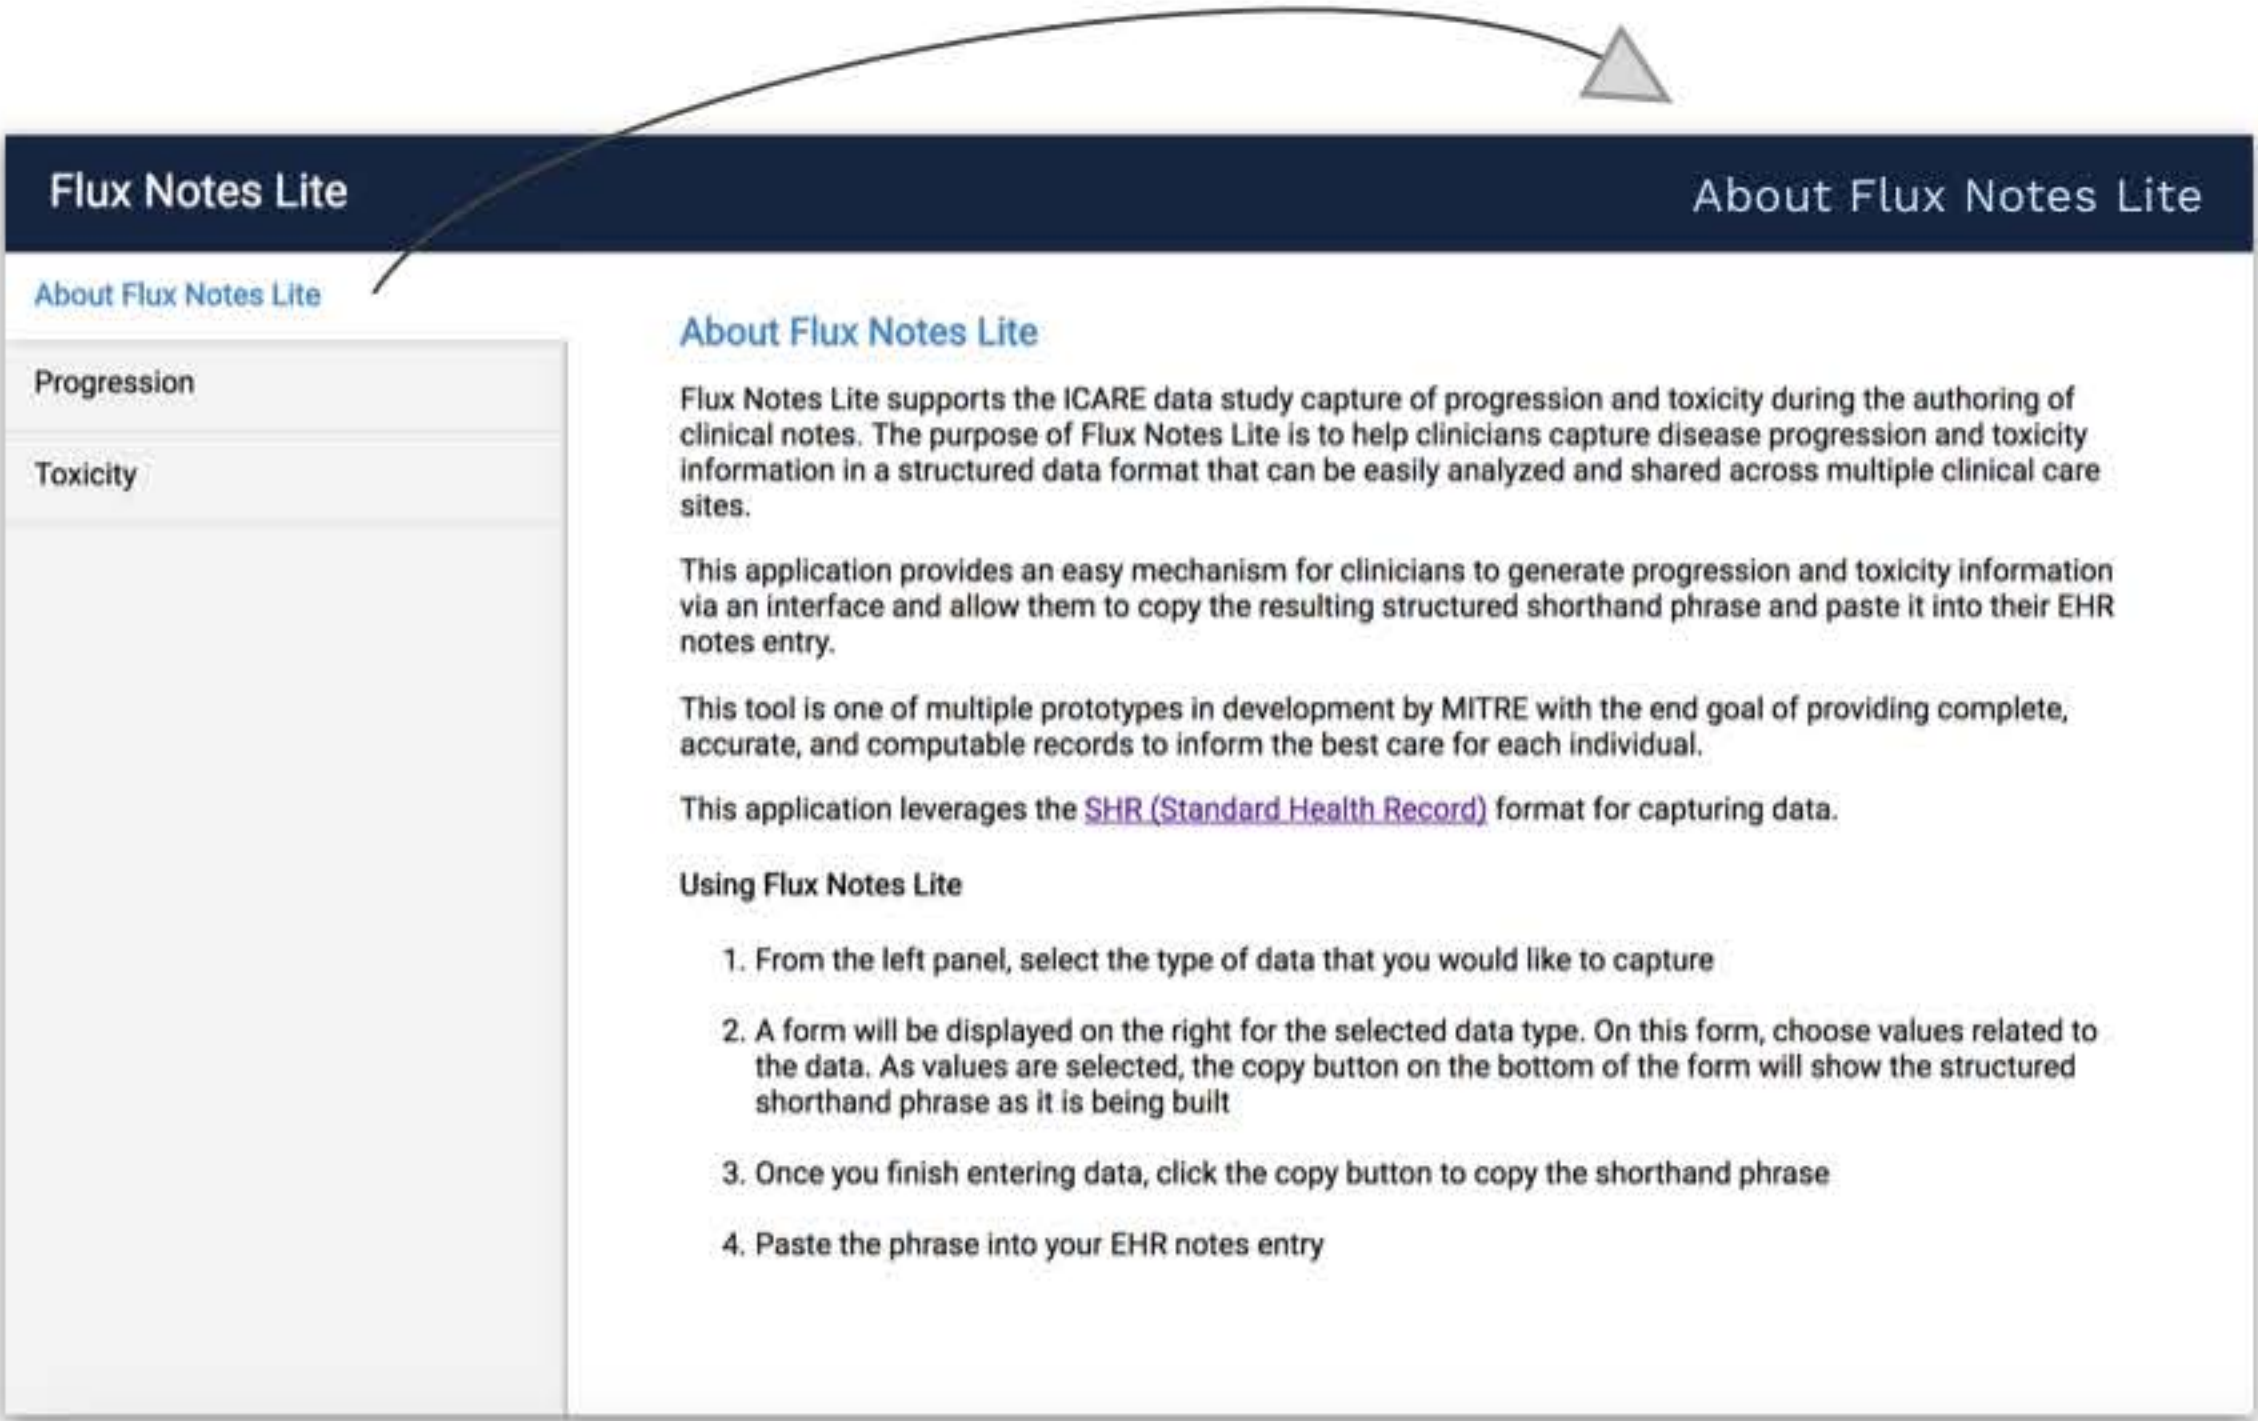 Flux Notes Lite
About Flux Notes Lite
About Flux Notes Lite
Progression
Toxicity
About Flux Notes Lite
Flux Notes Lite supports the ICARE data study capture of progression and toxicity during the authoring of
clinical notes. The purpose of Flux Notes Lite is to help clinicians capture disease progression and toxicity
information in a structured data format that can be easily analyzed and shared across multiple clinical care
sites.
This application provides an easy mechanism for clinicians to generate progression and toxicity information
via an interface and allow them to copy the resulting structured shorthand phrase and paste it into their EHR
notes entry.
This tool is one of multiple prototypes in development by MITRE with the end goal of providing complete,
accurate, and computable records to inform the best care for each individual.
This application leverages the SHR (Standard Health Record) format for capturing data.
Using Flux Notes Lite
1. From the left panel, select the type of data that you would like to capture
2. A form will be displayed on the right for the selected data type. On this form, choose values related to
the data. As values are selected, the copy button on the bottom of the form will show the structured
shorthand phrase as it is being built
3. Once you finish entering data, click the copy button to copy the shorthand phrase
4. Paste the phrase into your EHR notes entry